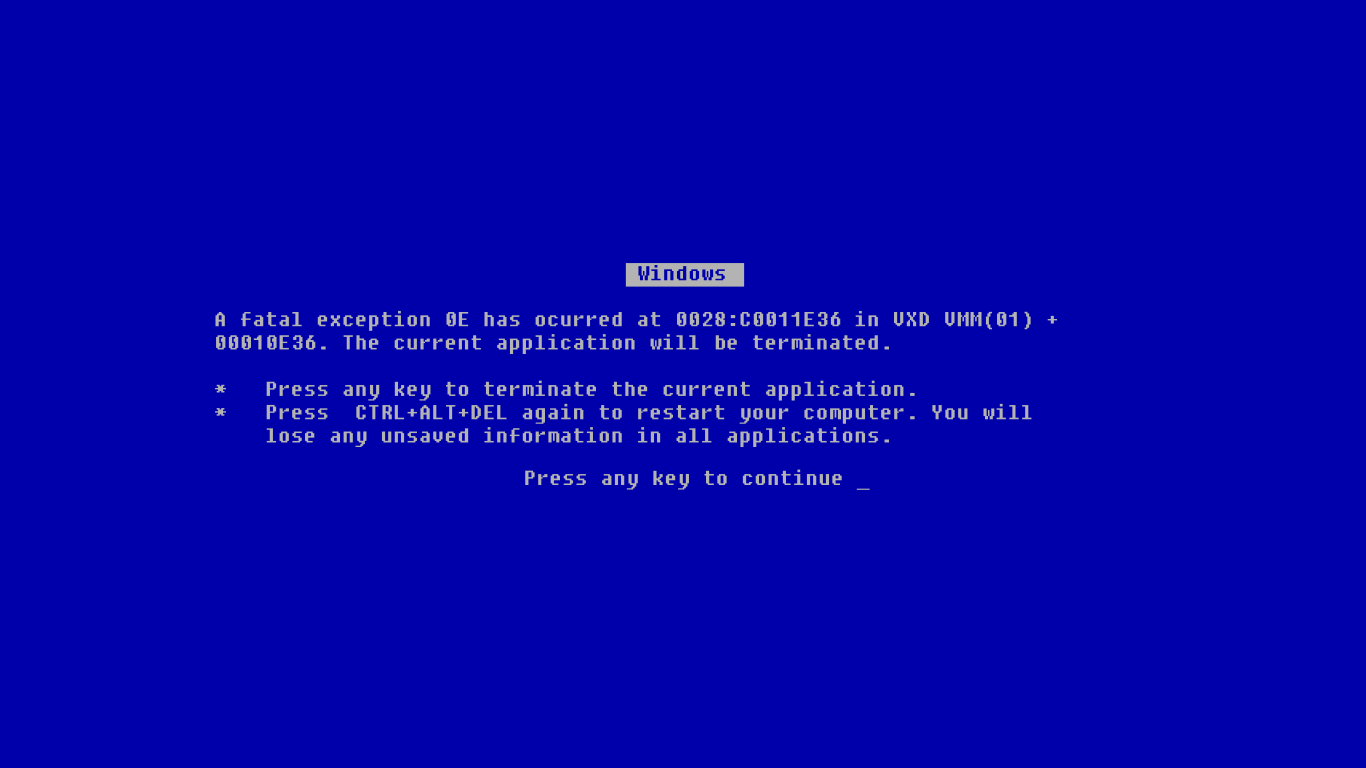 Windows
A fatal exception 0E has ocurred at 0028:C0011E36 in VXD VMM(01) +
00010E36. The current application will be terminated.
*   Press any key to terminate the current application.
*   Press  CTRL+ALT+DEL again to restart your computer. You will
    lose any unsaved information in all applications.
Press any key to continue _